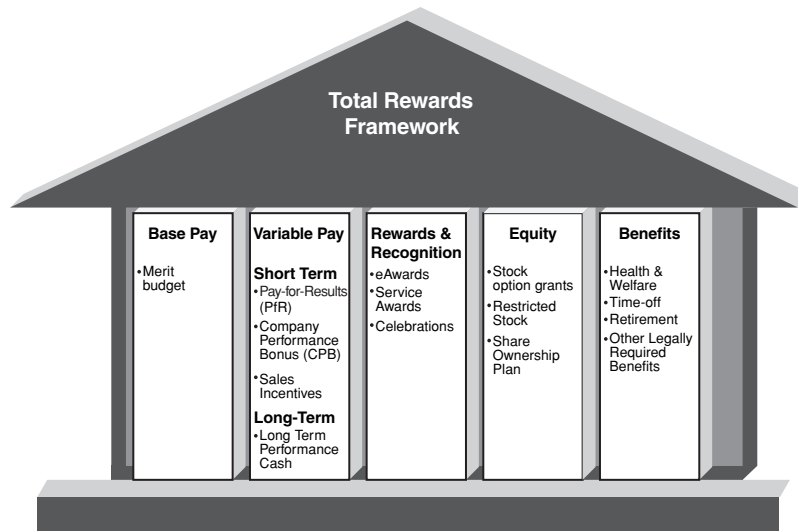 Total Rewards
Framework
Base Pay
•Merit
budget
Variable Pay
Short Term
•Pay-for-Results
(PfR)
•Company
Performance
Bonus (CPB)
•Sales
Incentives
Long-Term
•Long Term
Performance
Cash
Rewards &
Recognition
•eAwards
•Service
Awards
•Celebrations
Equity
•Stock
option grants
•Restricted
Stock
•Share
Ownership
Plan
Benefits
•Health &
Welfare
•Time-off
•Retirement
•Other Legally
Required
Benefits